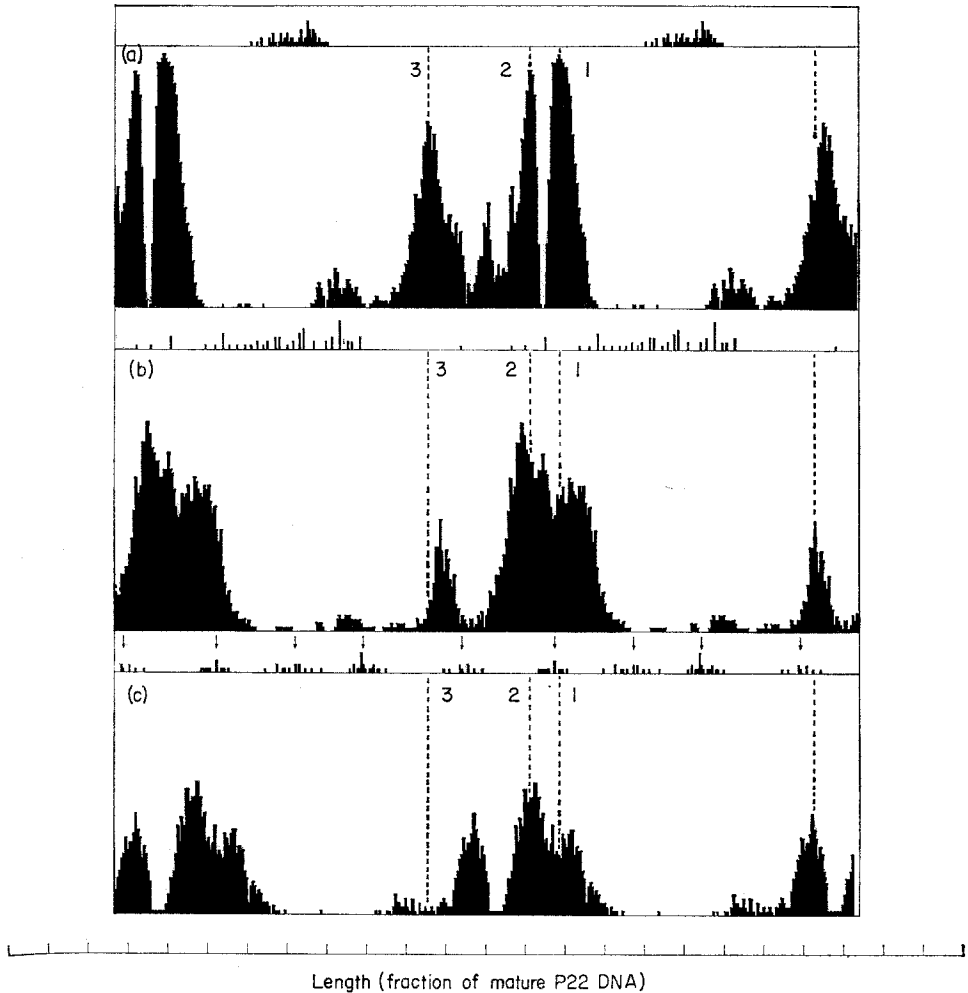 (a)
3 2 1
(b)
3 2 1
(c)
3 2 1
Length (fraction of mature P22 DNA)